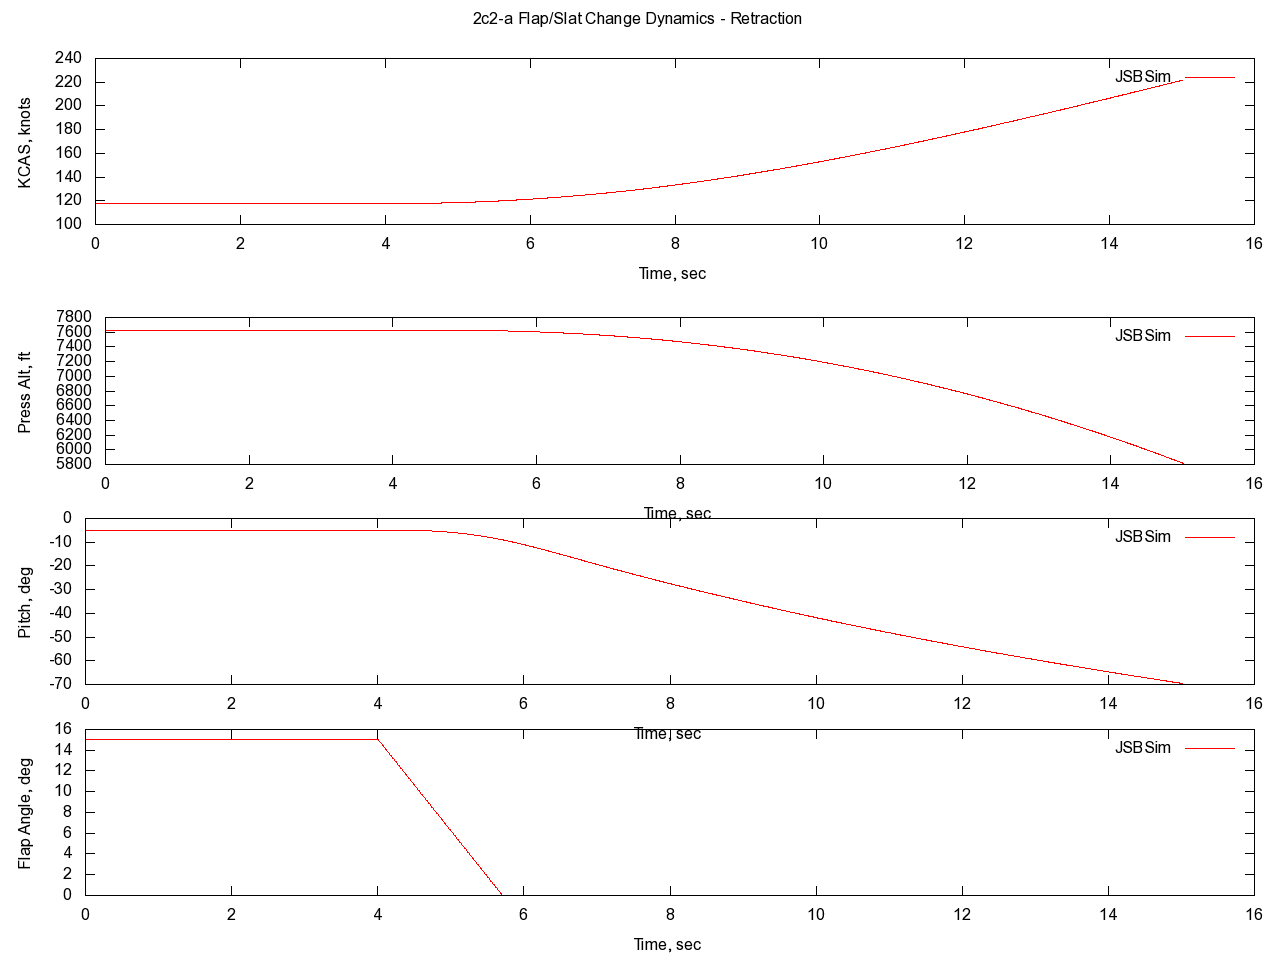 2c2-a Flap/Slat Change Dynamics - Retraction
240
220
200
180
160
140
120
100
KCAS, knots
JSBSim
0 2 4 6 8 10 12 14 16
Time, sec
7800
7600
7400
7200
7000
6800
6600
6400
6200
6000
5800
Press Alt, ft
JSBSim
0 2 4 6 8 10 12 14 16
Time, sec
0
-10
-20
-30
-40
-50
-60
-70
Pitch, deg
JSBSim
0 2 4 6 8 10 12 14 16
Time, sec
16
14
12
10
8
6
4
2
0
Flap Angle, deg
JSBSim
0 2 4 6 8 10 12 14 16
Time, sec